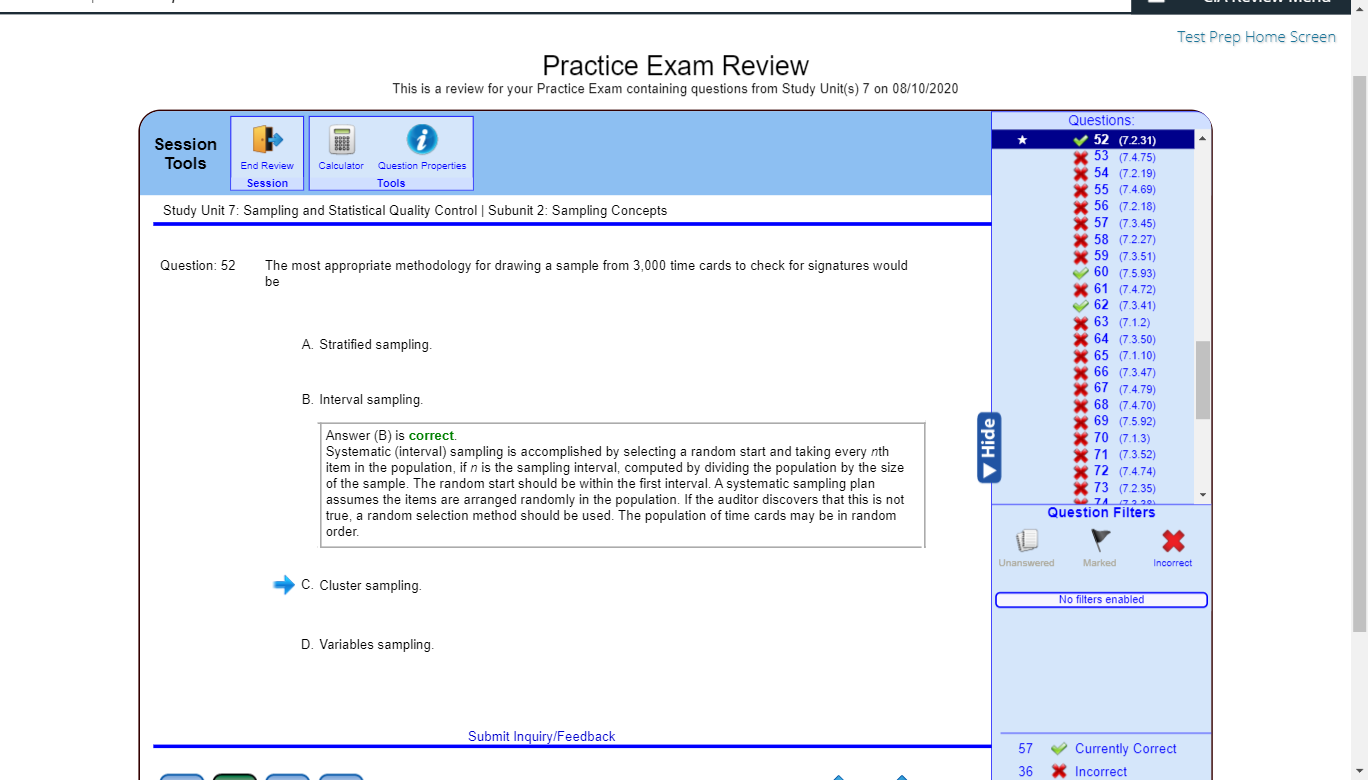 CIA Review Menu
Test Prep Home Screen
Practice Exam Review
This is a review for your Practice Exam containing questions from Study Unit(s) 7 on 08/10/2020
Session Tools
End Review
Session
Calculator
Question Properties
Tools
Study Unit 7: Sampling and Statistical Quality Control | Subunit 2: Sampling Concepts
Question: 52
The most appropriate methodology for drawing a sample from 3,000 time cards to check for signatures would
be
A. Stratified sampling.
B. Interval sampling.
Answer (B) is correct.
Systematic (interval) sampling is accomplished by selecting a random start and taking every nth
item in the population, if n is the sampling interval, computed by dividing the population by the size
of the sample. The random start should be within the first interval. A systematic sampling plan
assumes the items are arranged randomly in the population. If the auditor discovers that this is not
true, a random selection method should be used. The population of time cards may be in random
order.
C. Cluster sampling.
D. Variables sampling.
Submit Inquiry/Feedback
Hide
Questions:
52 (7.2.31)
53 (7.4.75)
54 (7.2.19)
55 (7.4.69)
56 (7.2.18)
57 (7.3.45)
58 (7.2.27)
59 (7.3.51)
60 (7.5.93)
61 (7.4.72)
62 (7.3.41)
63 (7.1.2)
64 (7.3.50)
65 (7.1.10)
66 (7.3.47)
67 (7.4.79)
68 (7.4.70)
69 (7.5.92)
70 (7.1.3)
71 (7.3.52)
72 (7.4.74)
73 (7.2.35)
74
Question Filters
Unanswered
Marked
Incorrect
No filters enabled
57 Currently Correct
36 Incorrect